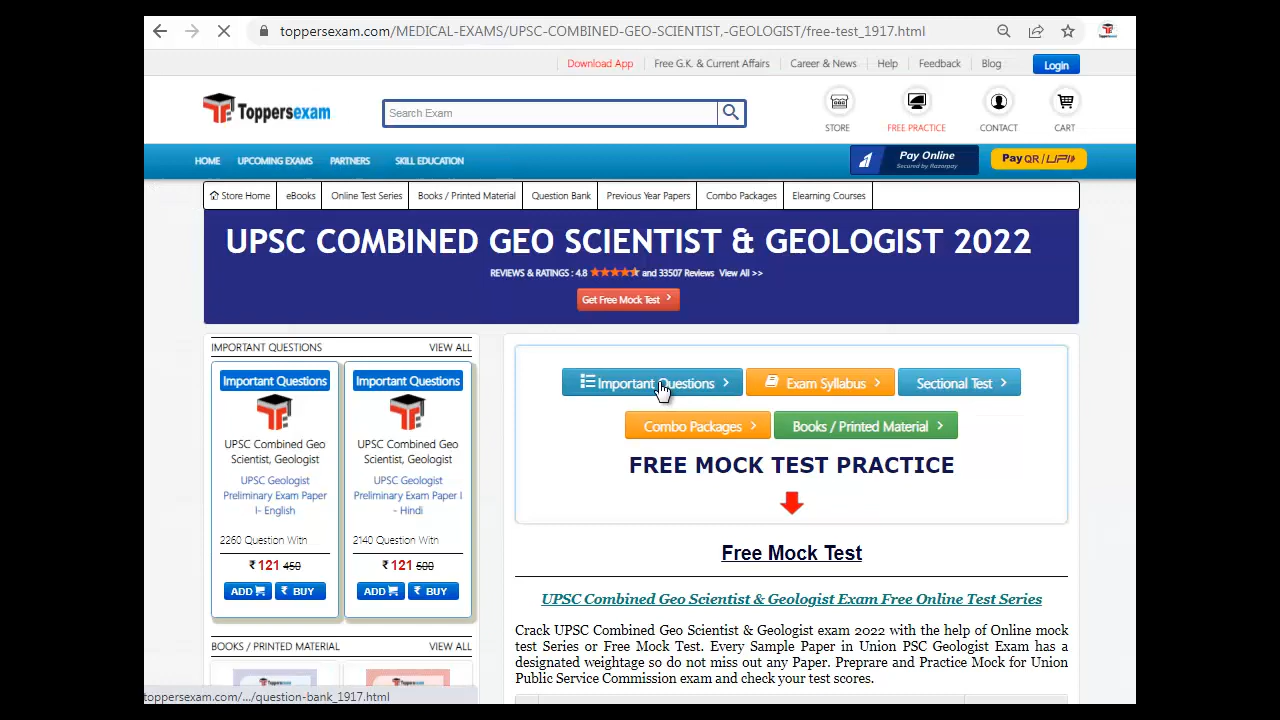 toppersexam.com/MEDICAL-EXAMS/UPSC-COMBINED-GEO-SCIENTIST,-GEOLOGIST/free-test_1917.html
Download App Free G.K. & Current Affairs Career & News Help Feedback Blog Login
Toppersexam
Search Exam
STORE FREE PRACTICE CONTACT CART
HOME UPCOMING EXAMS PARTNERS SKILL EDUCATION
Pay Online
Secured by Razorpay
Pay QR / UPI
Store Home eBooks Online Test Series Books / Printed Material Question Bank Previous Year Papers Combo Packages Elearning Courses
UPSC COMBINED GEO SCIENTIST & GEOLOGIST 2022
REVIEWS & RATINGS : 4.8 and 33507 Reviews View All >>
Get Free Mock Test
IMPORTANT QUESTIONS VIEW ALL
Important Questions
UPSC Combined Geo
Scientist, Geologist
UPSC Geologist
Preliminary Exam Paper
I- English
2260 Question With
₹ 121 450
ADD ₹ BUY
Important Questions
UPSC Combined Geo
Scientist, Geologist
UPSC Geologist
Preliminary Exam Paper I
- Hindi
2140 Question With
₹ 121 500
ADD ₹ BUY
BOOKS / PRINTED MATERIAL VIEW ALL
Toppersexam
Toppersexam
Important Questions Exam Syllabus Sectional Test
Combo Packages Books / Printed Material
FREE MOCK TEST PRACTICE
Free Mock Test
UPSC Combined Geo Scientist & Geologist Exam Free Online Test Series
Crack UPSC Combined Geo Scientist & Geologist exam 2022 with the help of Online mock
test Series or Free Mock Test. Every Sample Paper in Union PSC Geologist Exam has a
designated weightage so do not miss out any Paper. Preprare and Practice Mock for Union
Public Service Commission exam and check your test scores.
toppersexam.com/.../question-bank_1917.html